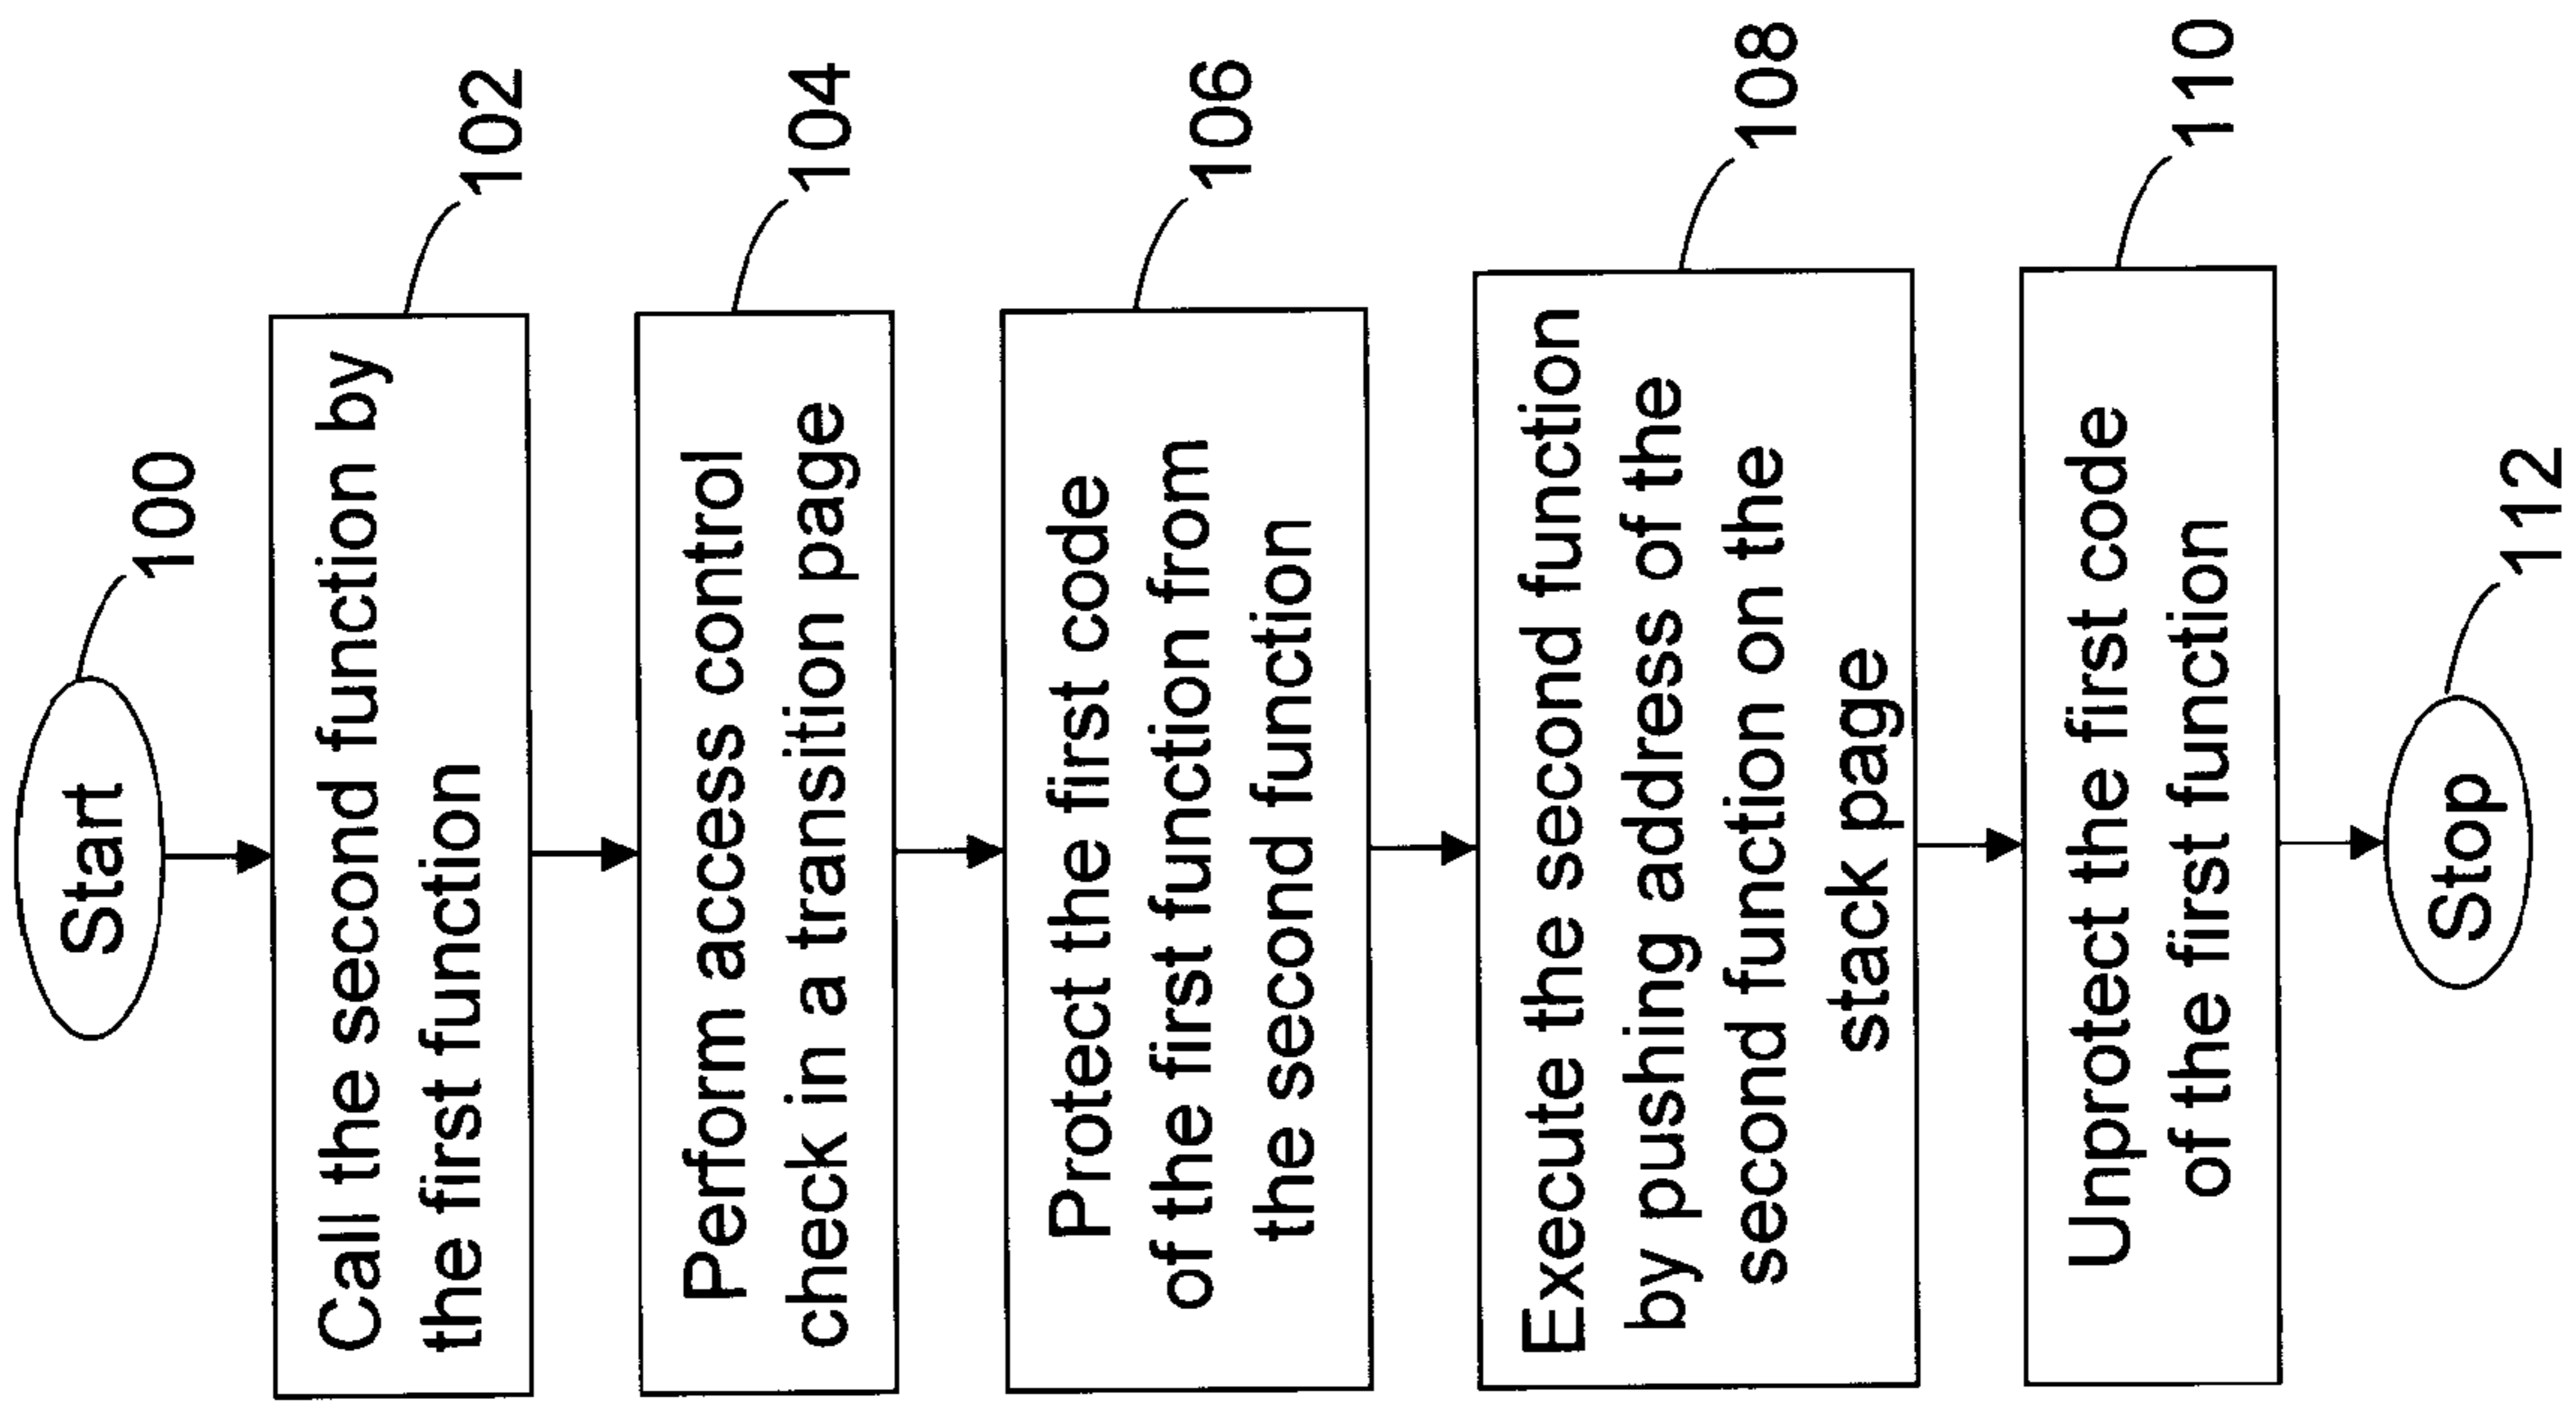 Start
100
Call the second function by
the first function
102
Perform access control
check in a transition page
104
Protect the first code
of the first function from
the second function
106
Execute the second function
by pushing address of the
second function on the
stack page
108
Unprotect the first code
of the first function
110
Stop
112